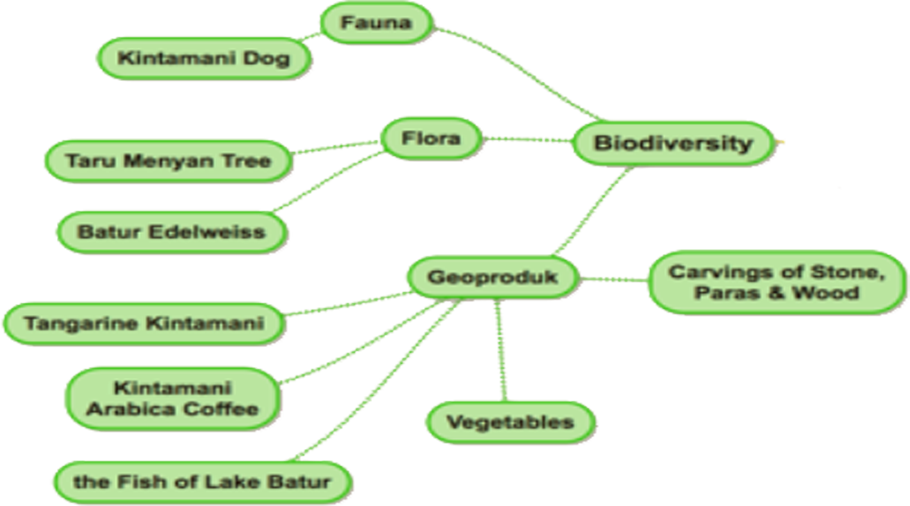 Fauna
Kintamani Dog
Flora
Biodiversity
Taru Menyan Tree
Batur Edelweiss
Geoproduk
Carvings of Stone,
Paras & Wood
Tangarine Kintamani
Kintamani
Arabica Coffee
Vegetables
the Fish of Lake Batur